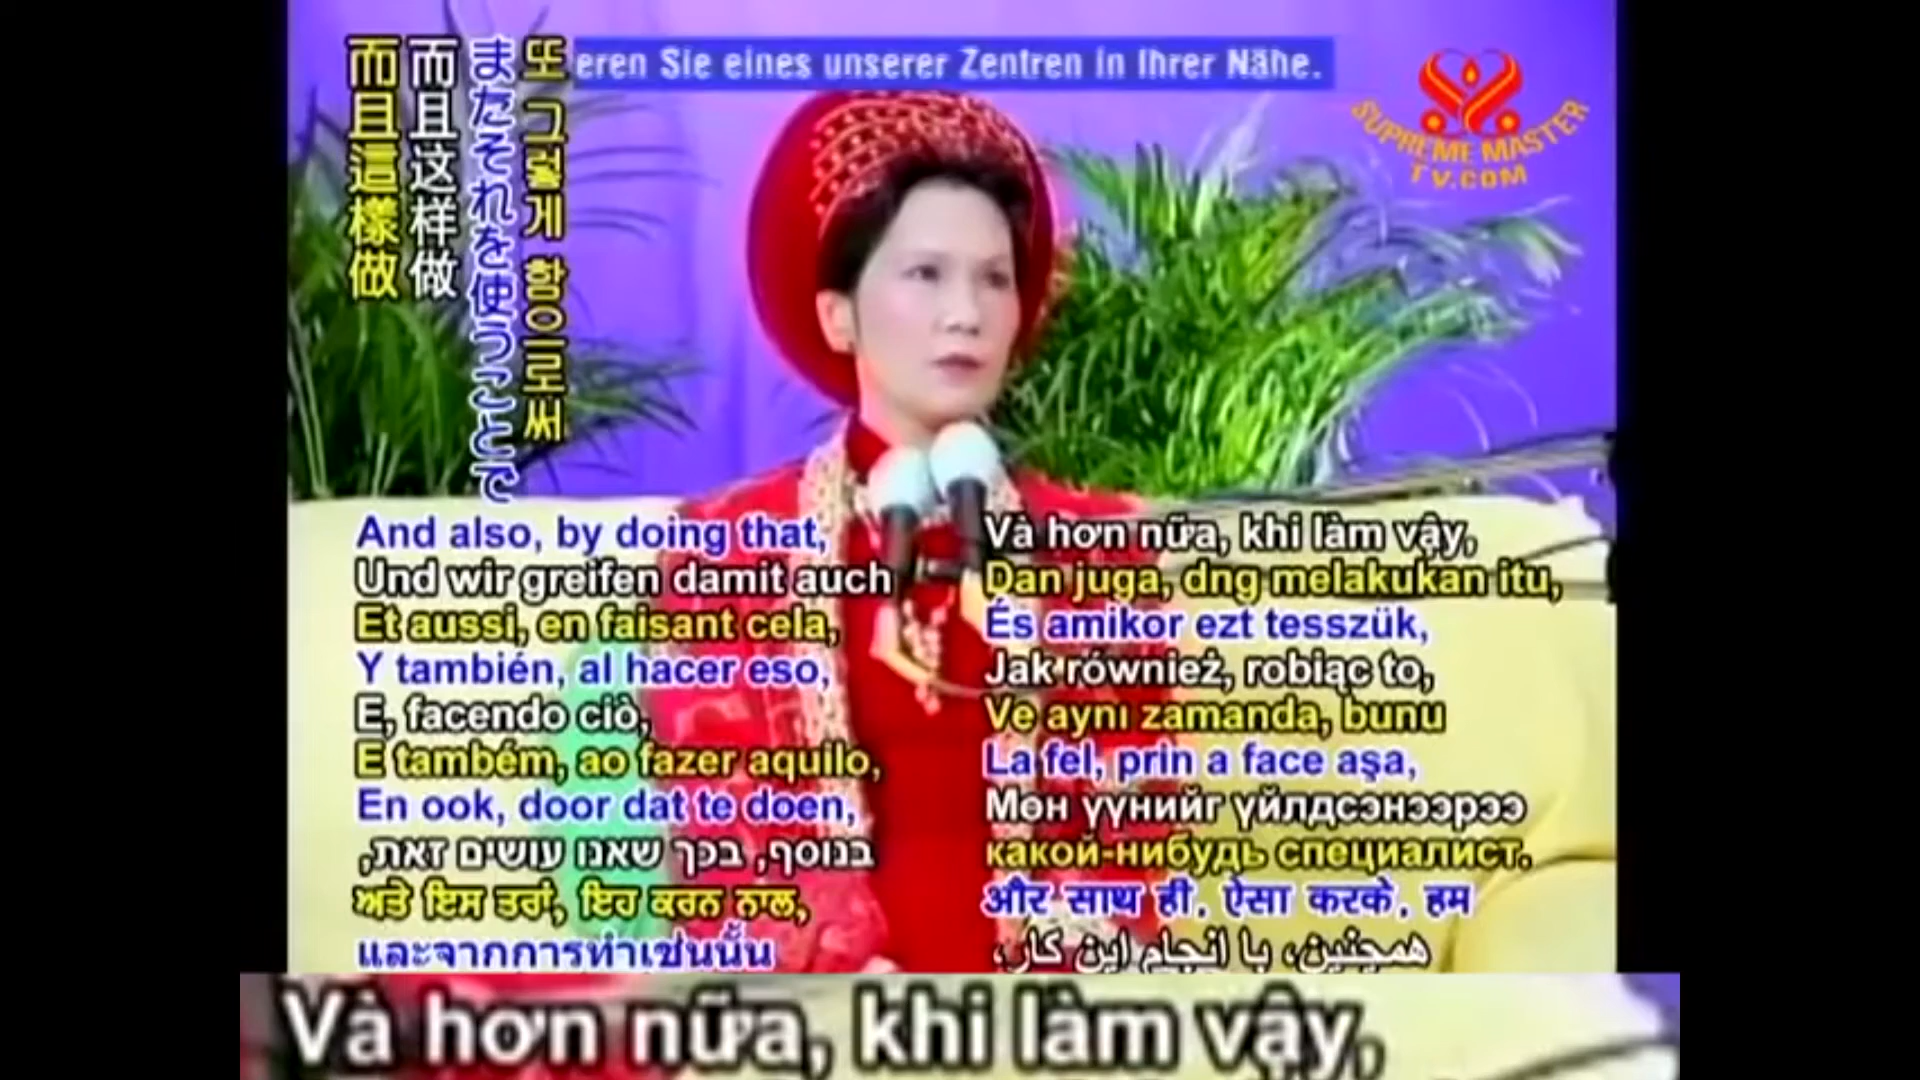 eren Sie eines unserer Zentren in Ihrer Nähe.
SUPREME MASTER
TV.COM
而且這樣做
而且这样做
またそれを使うことで
또 그렇게 함으로써
And also, by doing that,
Und wir greifen damit auch
Et aussi, en faisant cela,
Y también, al hacer eso,
E, facendo ciò,
E também, ao fazer aquilo,
En ook, door dat te doen,
בנוסף, בכך שאנו עושים זאת,
ਅਤੇ ਇਸ ਤਰਾਂ, ਇਹ ਕਰਨ ਨਾਲ,
และจากการทำเช่นนั้น
Và hơn nữa, khi làm vậy,
Dan juga, dng melakukan itu,
És amikor ezt tesszük,
Jak również, robiąc to,
Ve aynı zamanda, bunu
La fel, prin a face aşa,
Мөн үүнийг үйлдсэнээрээ
какой-нибудь специалист.
और साथ ही, ऐसा करके, हम
همچنین، با انجام این کار،
Và hơn nữa, khi làm vậy,